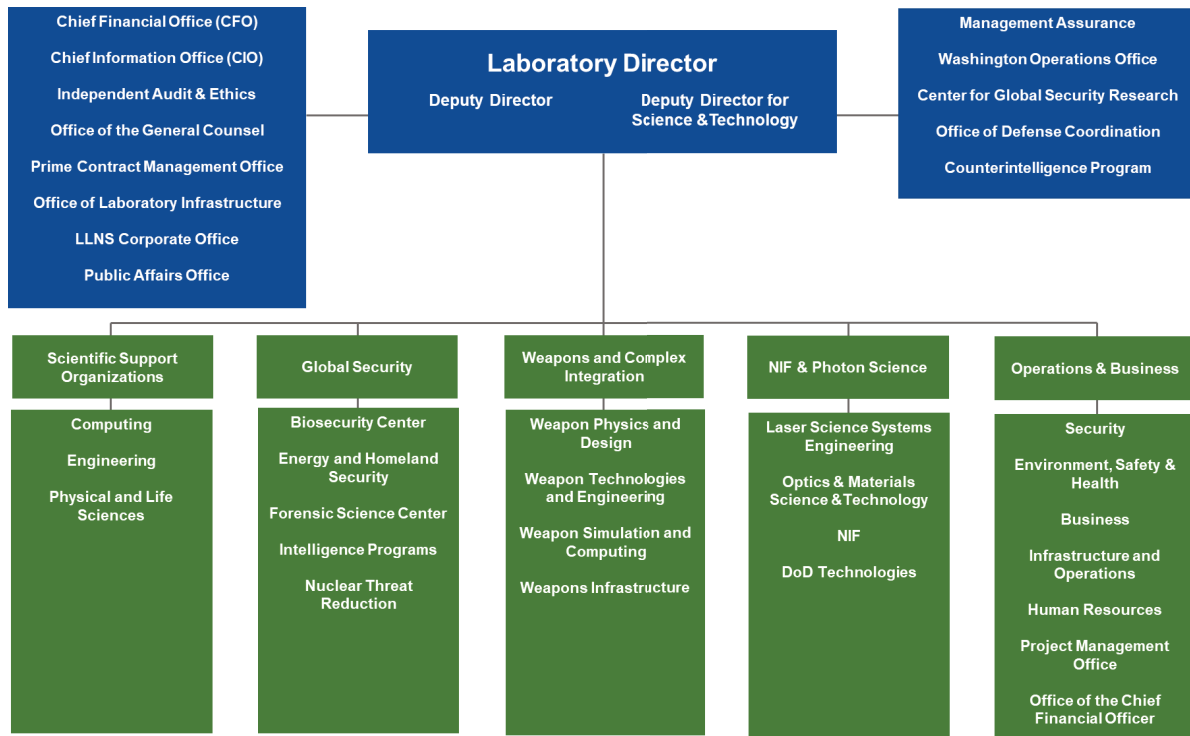 Chief Financial Office (CFO)
Chief Information Office (CIO)
Independent Audit & Ethics
Office of the General Counsel
Prime Contract Management Office
Office of Laboratory Infrastructure
LLNS Corporate Office
Public Affairs Office
Laboratory Director
Deputy Director
Deputy Director for
Science & Technology
Management Assurance
Washington Operations Office
Center for Global Security Research
Office of Defense Coordination
Counterintelligence Program
Scientific Support
Organizations
Computing
Engineering
Physical and Life
Sciences
Global Security
Biosecurity Center
Energy and Homeland
Security
Forensic Science Center
Intelligence Programs
Nuclear Threat
Reduction
Weapons and Complex
Integration
Weapon Physics and
Design
Weapon Technologies
and Engineering
Weapon Simulation and
Computing
Weapons Infrastructure
NIF & Photon Science
Laser Science Systems
Engineering
Optics & Materials
Science & Technology
NIF
DoD Technologies
Operations & Business
Security
Environment, Safety &
Health
Business
Infrastructure and
Operations
Human Resources
Project Management
Office
Office of the Chief
Financial Officer